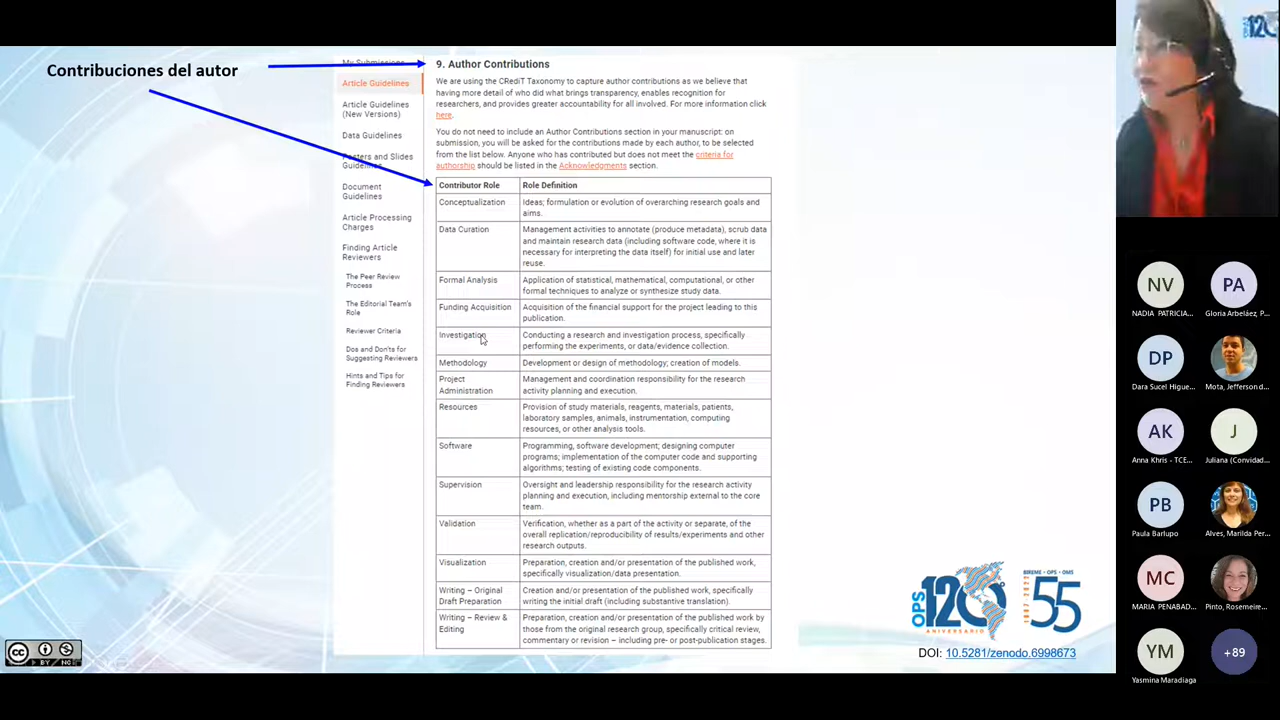 Contribuciones del autor
My Submissions
Article Guidelines
Article Guidelines
(New Versions)
Data Guidelines
Posters and Slides
Guidelines
Document
Guidelines
Article Processing
Charges
Finding Article
Reviewers
The Peer Review
Process
The Editorial Team's
Role
Reviewer Criteria
Dos and Don'ts for
Suggesting Reviewers
Hints and Tips for
Finding Reviewers
9. Author Contributions
We are using the CRediT Taxonomy to capture author contributions as we believe that
having more detail of who did what brings transparency, enables recognition for
researchers, and provides greater accountability for all involved. For more information click
here.
You do not need to include an Author Contributions section in your manuscript: on
submission, you will be asked for the contributions made by each author, to be selected
from the list below. Anyone who has contributed but does not meet the criteria for
authorship should be listed in the Acknowledgments section.
Contributor Role Role Definition
Conceptualization Ideas; formulation or evolution of overarching research goals and
aims.
Data Curation Management activities to annotate (produce metadata), scrub data
and maintain research data (including software code, where it is
necessary for interpreting the data itself) for initial use and later
reuse.
Formal Analysis Application of statistical, mathematical, computational, or other
formal techniques to analyze or synthesize study data.
Funding Acquisition Acquisition of the financial support for the project leading to this
publication.
Investigation Conducting a research and investigation process, specifically
performing the experiments, or data/evidence collection.
Methodology Development or design of methodology; creation of models.
Project Management and coordination responsibility for the research
Administration activity planning and execution.
Resources Provision of study materials, reagents, materials, patients,
laboratory samples, animals, instrumentation, computing
resources, or other analysis tools.
Software Programming, software development; designing computer
programs; implementation of the computer code and supporting
algorithms; testing of existing code components.
Supervision Oversight and leadership responsibility for the research activity
planning and execution, including mentorship external to the core
team.
Validation Verification, whether as a part of the activity or separate, of the
overall replication/reproducibility of results/experiments and other
research outputs.
Visualization Preparation, creation and/or presentation of the published work,
specifically visualization/data presentation.
Writing – Original Creation and/or presentation of the published work, specifically
Draft Preparation writing the initial draft (including substantive translation).
Writing – Review & Preparation, creation and/or presentation of the published work by
Editing those from the original research group, specifically critical review,
commentary or revision – including pre- or post-publication stages.
cc BY NC
OPS 120 ANIVERSARIO
BIREME • OPS • OMS
55
DOI: 10.5281/zenodo.6998673
NV PA
NADIA PATRICIA... Gloria Arbeláez, P...
DP
Dara Sucel Higue... Mota, Jefferson d...
AK J
Anna Khris - TCE... Juliana (Convidad...
PB
Paula Barlupo Alves, Marilda Per...
MC
MARIA PENABAD... Pinto, Rosemeire...
YM +89
Yasmina Maradiaga